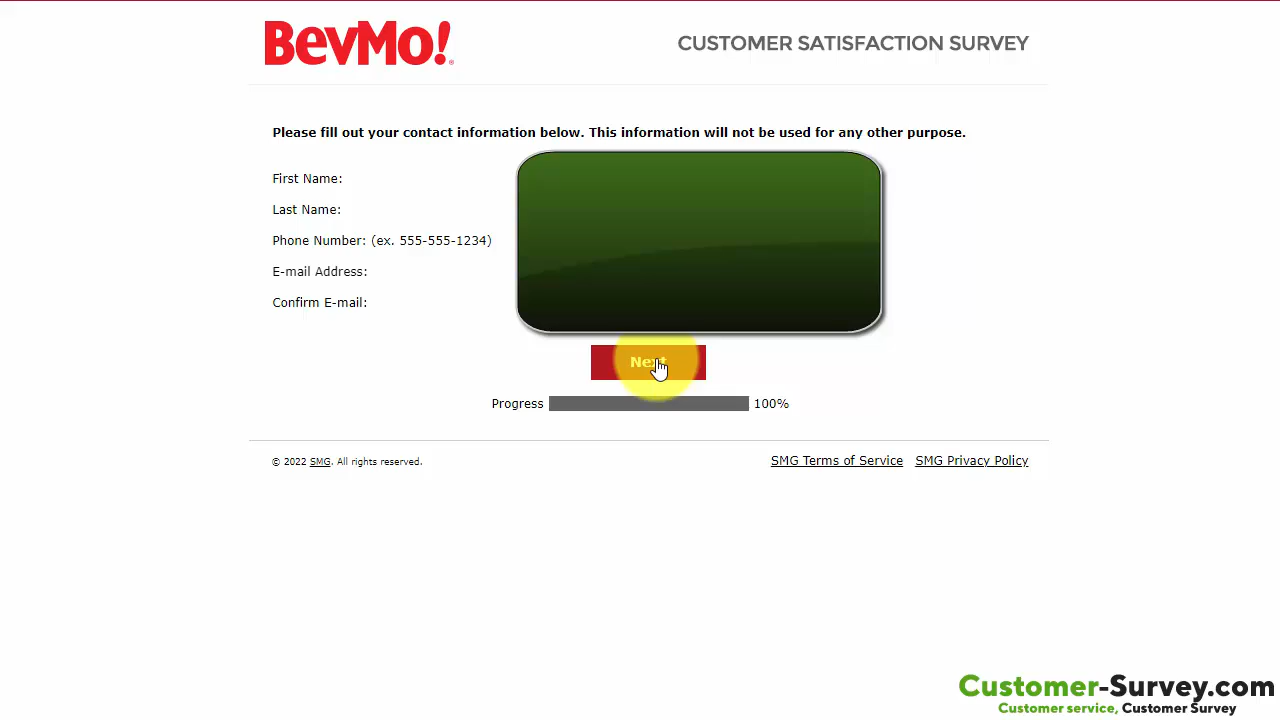 BevMo!®
CUSTOMER SATISFACTION SURVEY
Please fill out your contact information below. This information will not be used for any other purpose.
First Name:
Last Name:
Phone Number: (ex. 555-555-1234)
E-mail Address:
Confirm E-mail:
Next
Progress 100%
© 2022 SMG. All rights reserved.
SMG Terms of Service SMG Privacy Policy
Customer-Survey.com
Customer service, Customer Survey